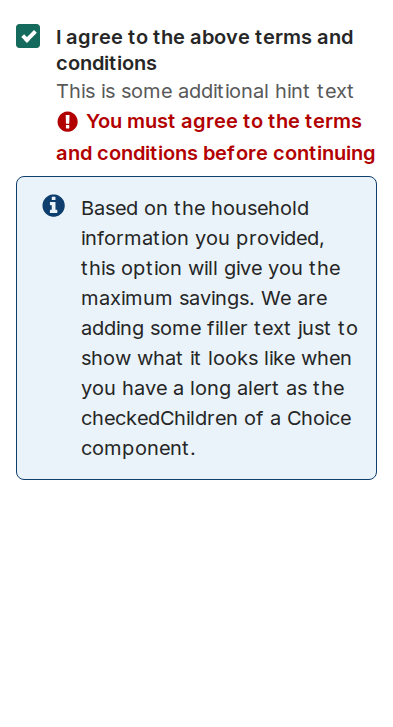 I agree to the above terms and
conditions
This is some additional hint text
You must agree to the terms
and conditions before continuing
Based on the household
information you provided,
this option will give you the
maximum savings. We are
adding some filler text just to
show what it looks like when
you have a long alert as the
checkedChildren of a Choice
component.